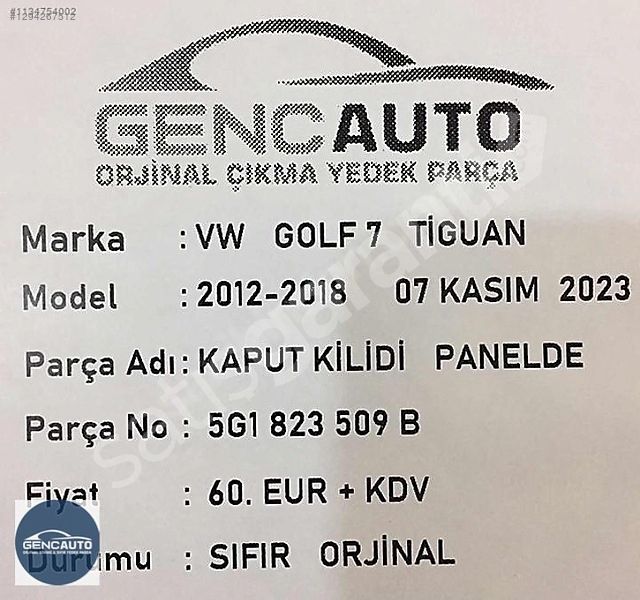 #1134754002
#1294267512
GENCAUTO
ORJİNAL ÇIKMA YEDEK PARÇA
Marka : VW GOLF 7 TİGUAN
Model : 2012-2018 07 KASIM 2023
Parça Adı : KAPUT KİLİDİ PANELDE
Parça No : 5G1 823 509 B
Fiyat : 60. EUR + KDV
Durumu : SIFIR ORJİNAL
GENCAUTO